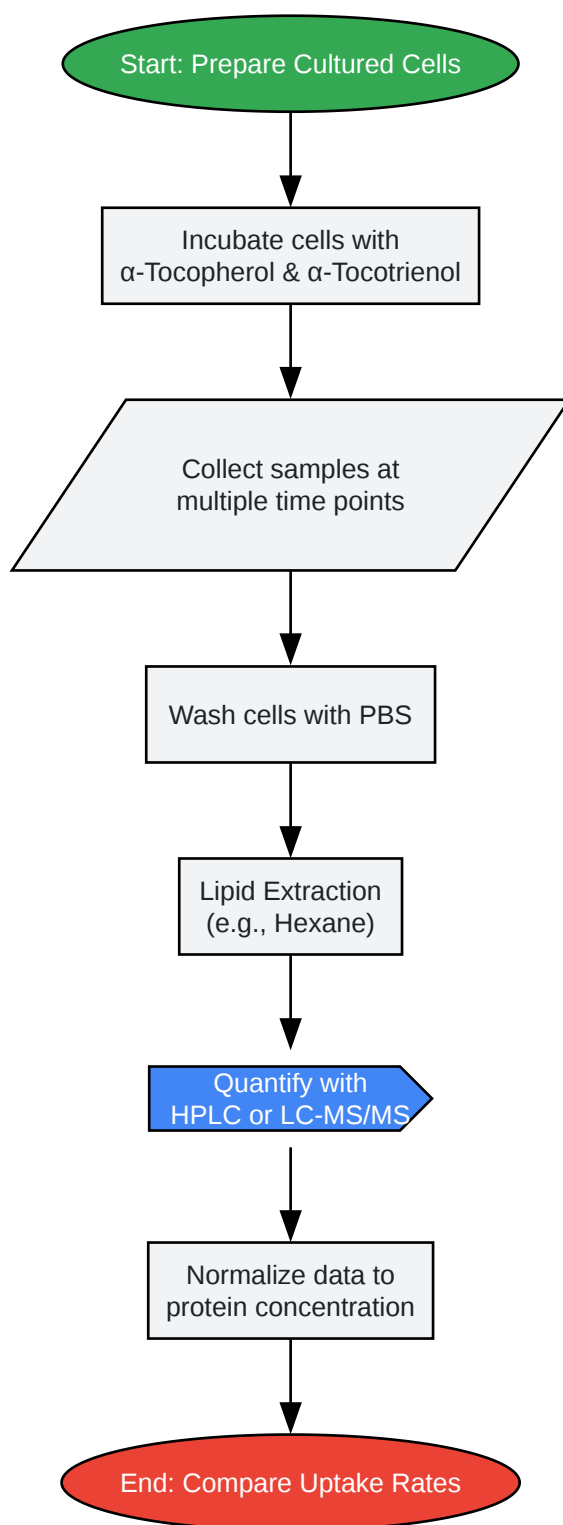 Start: Prepare Cultured Cells
Incubate cells with
α-Tocopherol & α-Tocotrienol
Collect samples at
multiple time points
Wash cells with PBS
Lipid Extraction
(e.g., Hexane)
Quantify with
HPLC or LC-MS/MS
Normalize data to
protein concentration
End: Compare Uptake Rates